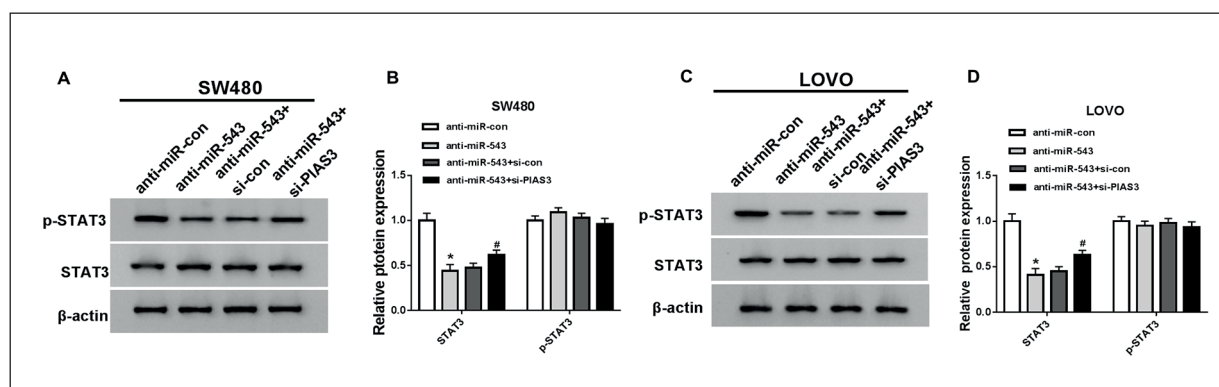 A
SW480
anti-miR-con
anti-miR-543
anti-miR-543+
si-con
anti-miR-543+
si-PIAS3
p-STAT3
STAT3
β-actin
B
SW480
anti-miR-con
anti-miR-543
anti-miR-543+si-con
anti-miR-543+si-PIAS3
Relative ptotein expression
1.5
1.0
0.5
0.0
*
#
STAT3
p-STAT3
C
LOVO
anti-miR-con
anti-miR-543
anti-miR-543+
si-con
anti-miR-543+
si-PIAS3
p-STAT3
STAT3
β-actin
D
LOVO
anti-miR-con
anti-miR-543
anti-miR-543+si-con
anti-miR-543+si-PIAS3
Relative protein expression
1.5
1.0
0.5
0.0
*
#
STAT3
p-STAT3